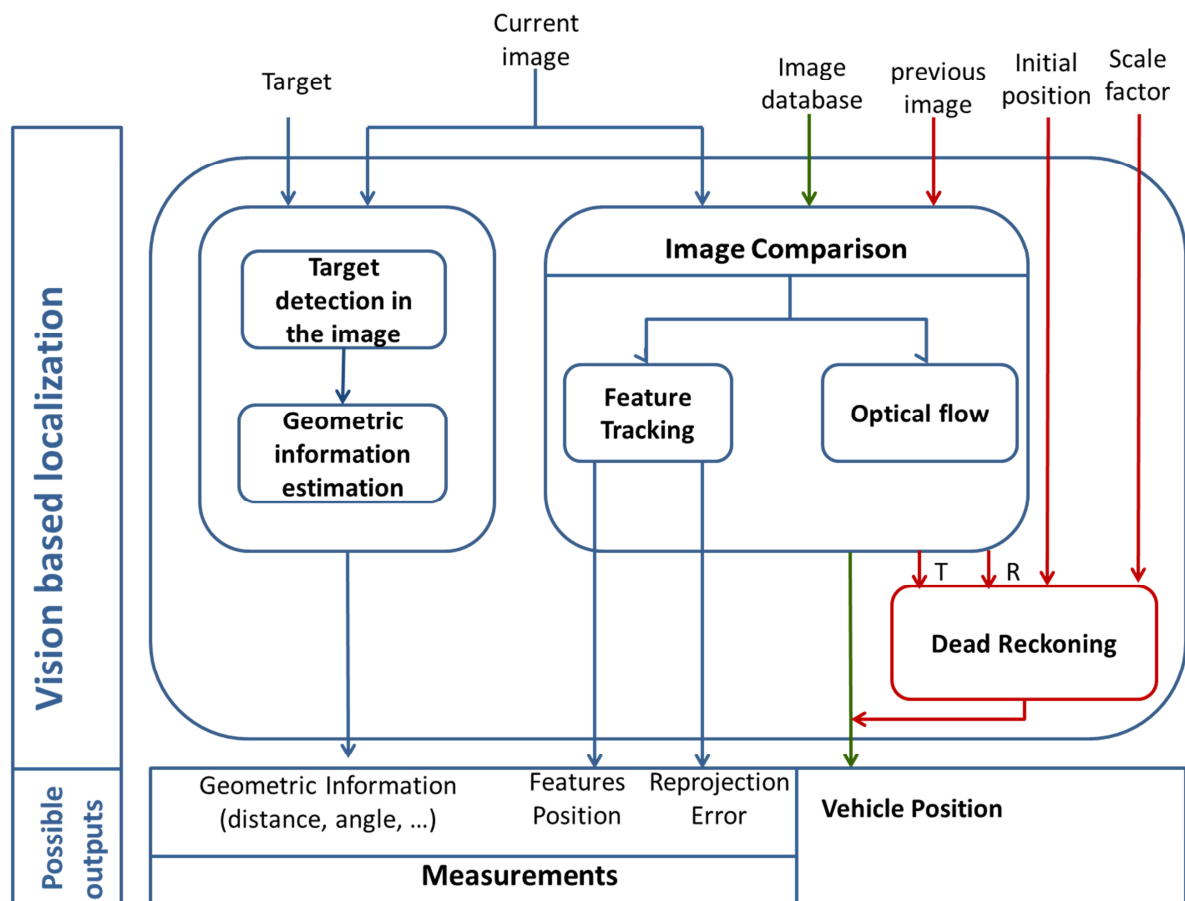 Current
image
Target
Image
database
previous
image
Initial
position
Scale
factor
Vision based localization
Target
detection in
the image
Geometric
information
estimation
Image Comparison
Feature
Tracking
Optical flow
T
R
Dead Reckoning
Possible
outputs
Geometric Information
(distance, angle, ...)
Features
Position
Reprojection
Error
Measurements
Vehicle Position